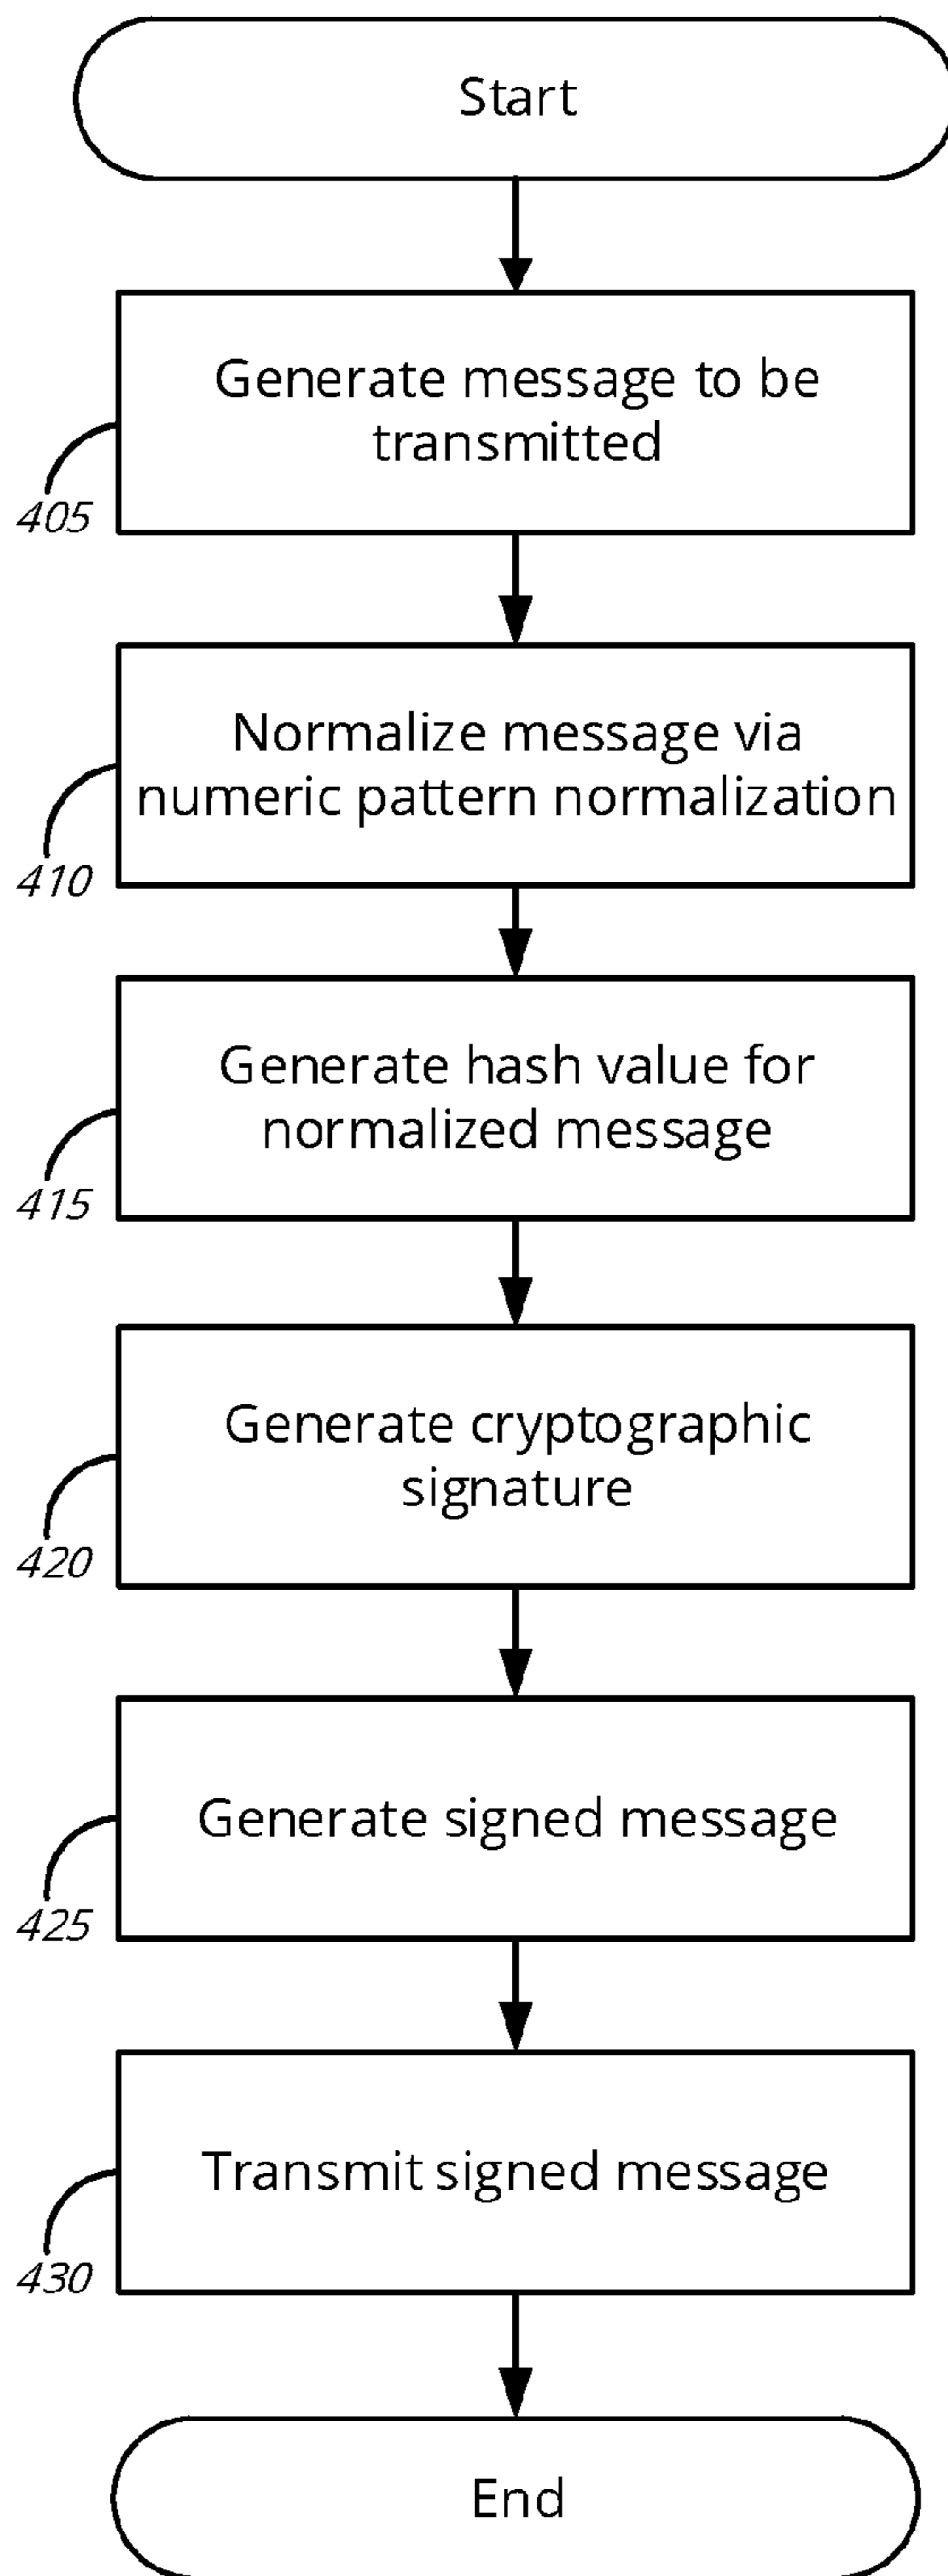 Start
Generate message to be
transmitted
405
Normalize message via
numeric pattern normalization
410
Generate hash value for
normalized message
415
Generate cryptographic
signature
420
Generate signed message
425
Transmit signed message
430
End